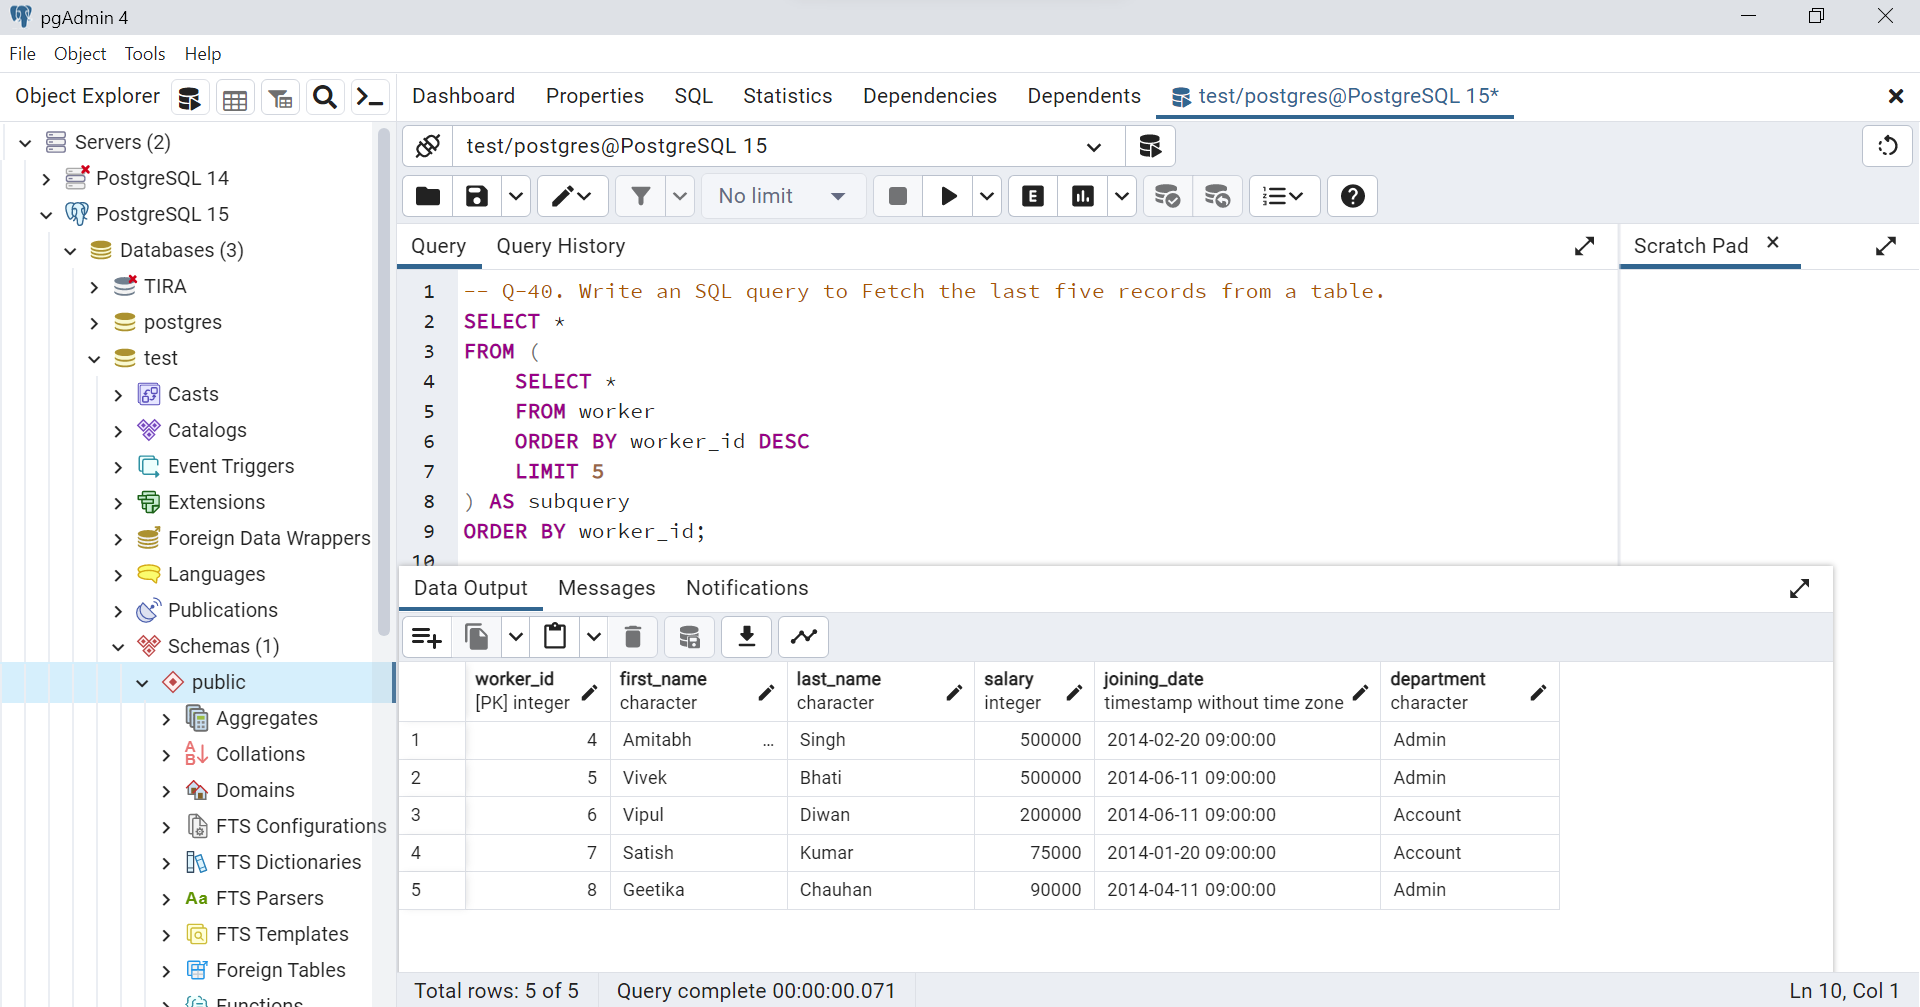 pgAdmin 4
File Object Tools Help
Object Explorer
Dashboard Properties SQL Statistics Dependencies Dependents test/postgres@PostgreSQL 15*
Servers (2)
PostgreSQL 14
PostgreSQL 15
Databases (3)
TIRA
postgres
test
Casts
Catalogs
Event Triggers
Extensions
Foreign Data Wrappers
Languages
Publications
Schemas (1)
public
Aggregates
Collations
Domains
FTS Configurations
FTS Dictionaries
Aa FTS Parsers
FTS Templates
Foreign Tables
Functions
test/postgres@PostgreSQL 15
No limit E
Query Query History
Scratch Pad
1 -- Q-40. Write an SQL query to Fetch the last five records from a table.
2 SELECT *
3 FROM (
4 SELECT *
5 FROM worker
6 ORDER BY worker_id DESC
7 LIMIT 5
8 ) AS subquery
9 ORDER BY worker_id;
10
Data Output Messages Notifications
worker_id first_name last_name salary joining_date department
[PK] integer character character integer timestamp without time zone character
1 4 Amitabh ... Singh 500000 2014-02-20 09:00:00 Admin
2 5 Vivek Bhati 500000 2014-06-11 09:00:00 Admin
3 6 Vipul Diwan 200000 2014-06-11 09:00:00 Account
4 7 Satish Kumar 75000 2014-01-20 09:00:00 Account
5 8 Geetika Chauhan 90000 2014-04-11 09:00:00 Admin
Total rows: 5 of 5 Query complete 00:00:00.071 Ln 10, Col 1